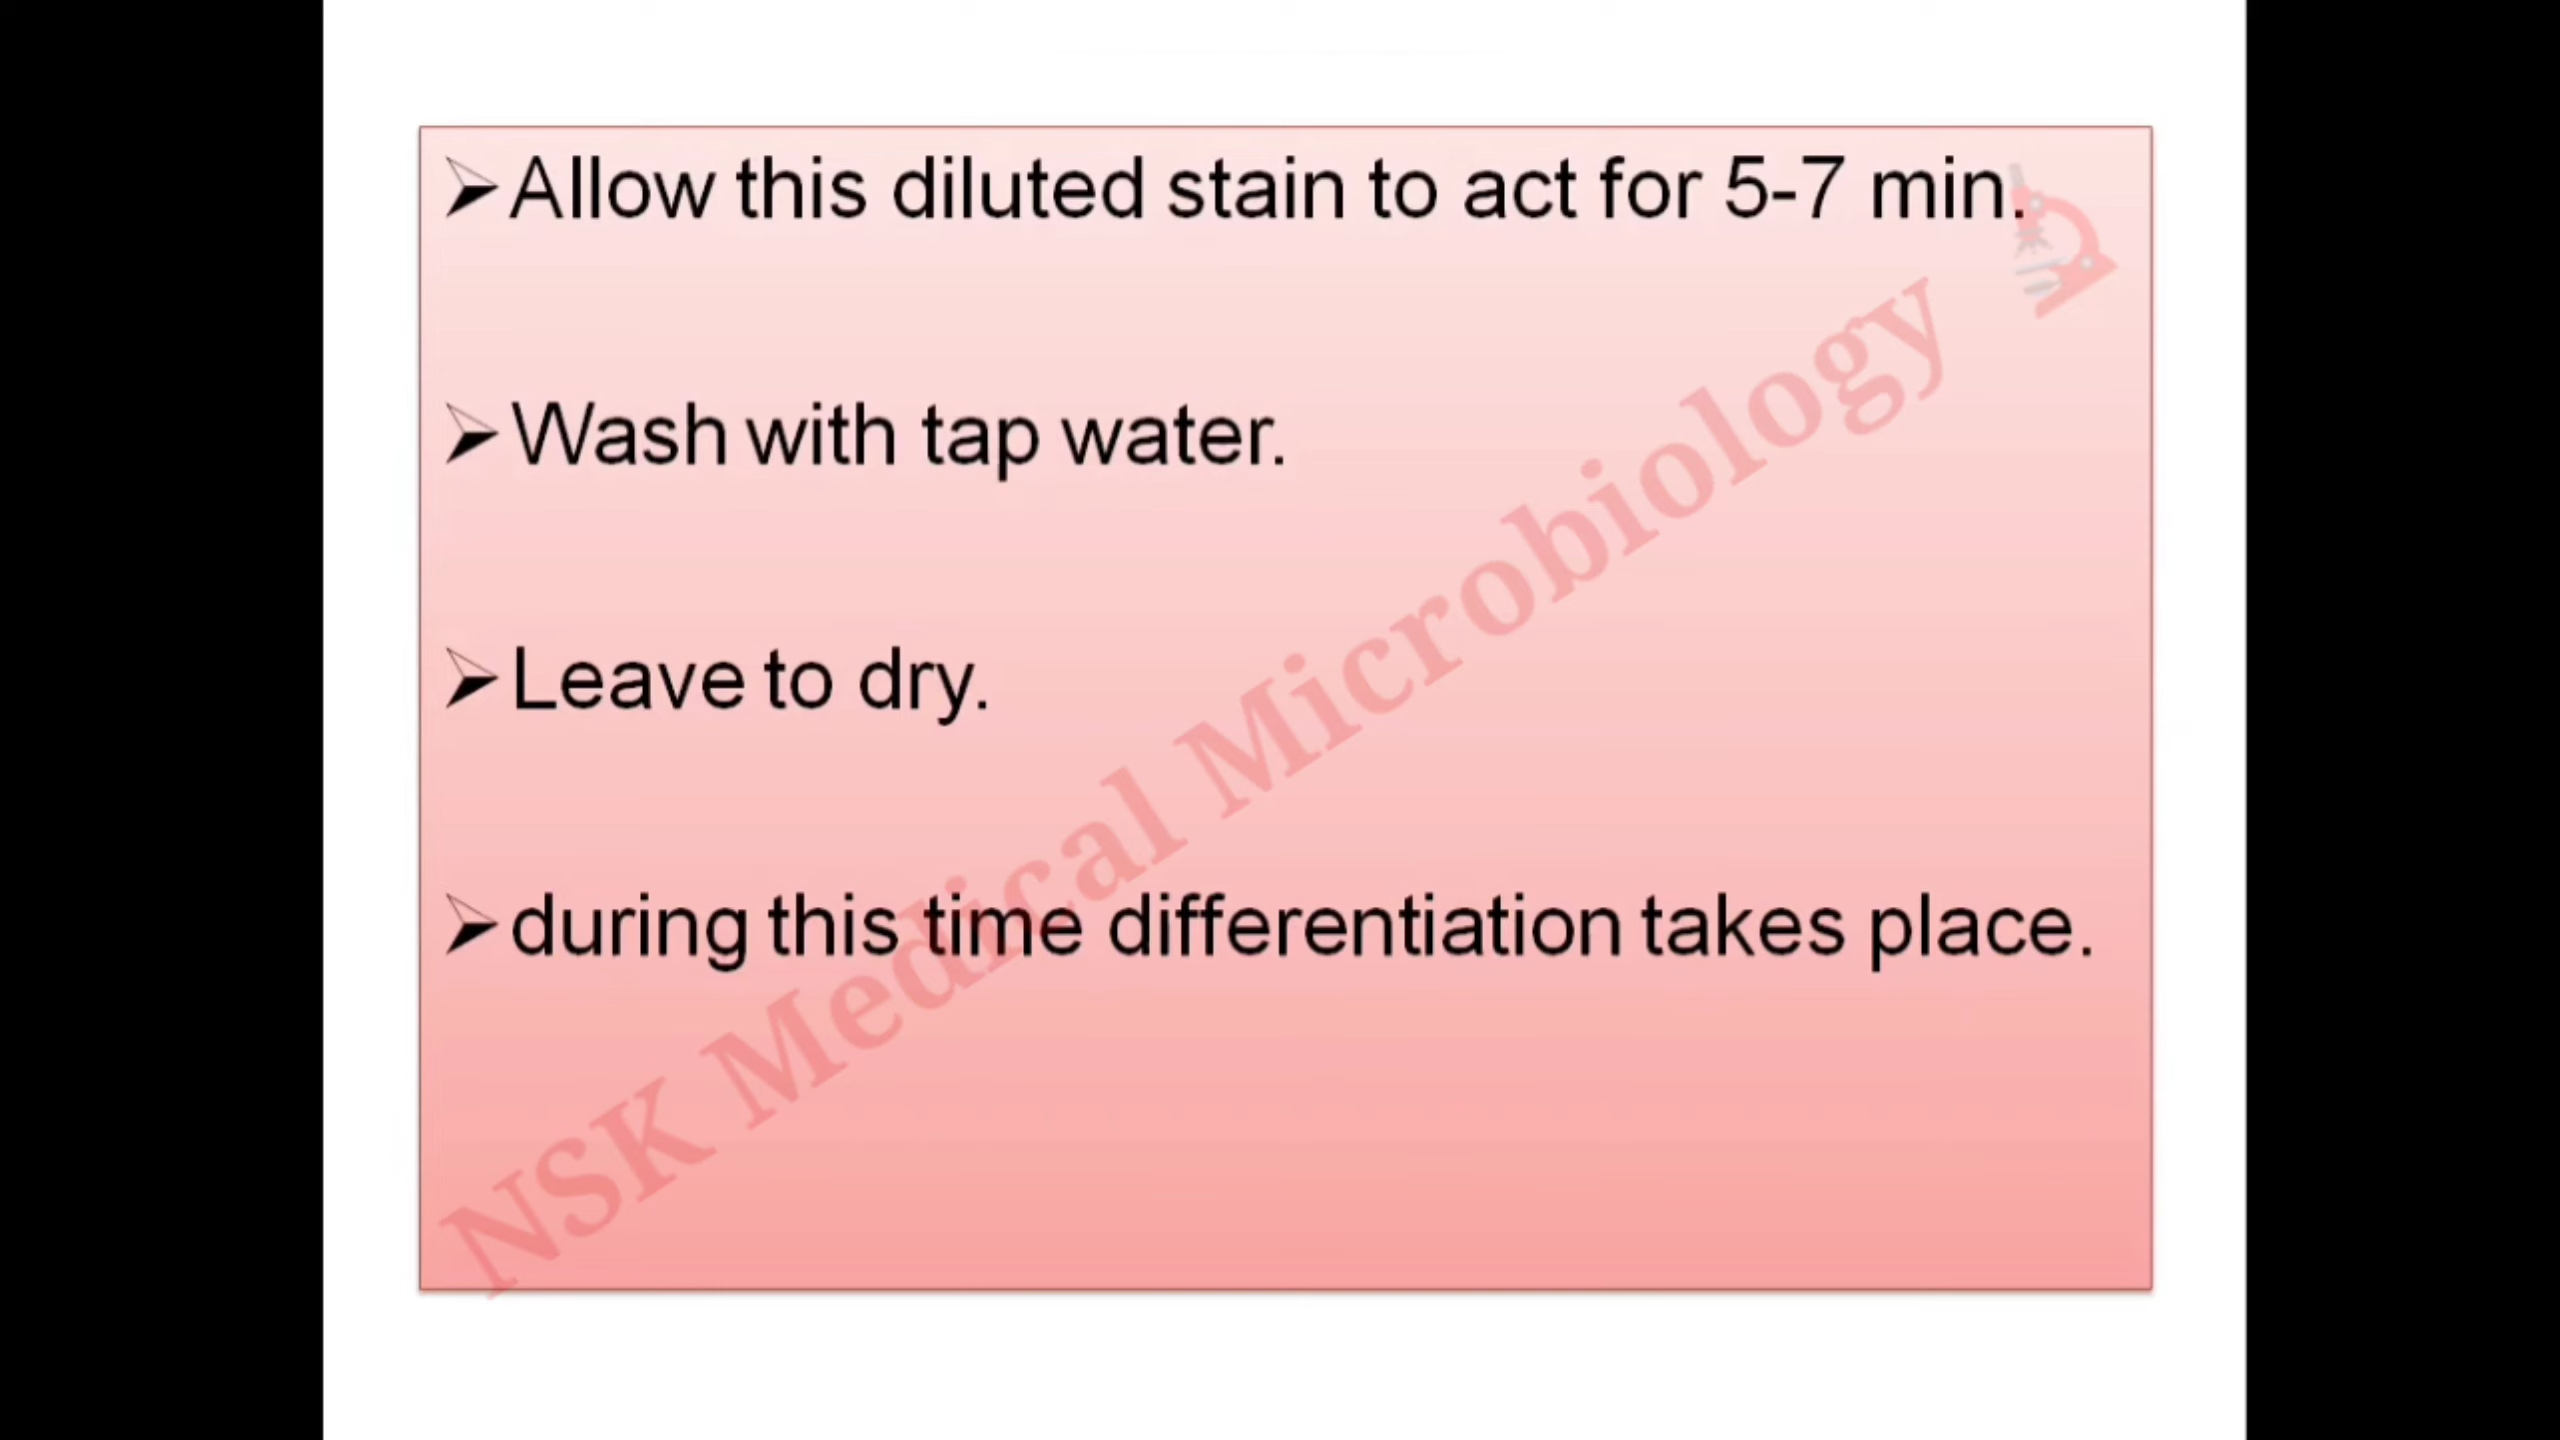 ➢Allow this diluted stain to act for 5-7 min.
➢Wash with tap water.
➢Leave to dry.
➢during this time differentiation takes place.
NSK Medical Microbiology